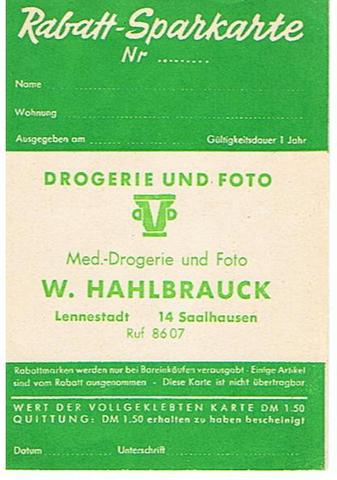 Rabatt-Sparkarte
Nr ..........
Name
Wohnung
Ausgegeben am Gültigkeitsdauer 1 Jahr
DROGERIE UND FOTO
Med.-Drogerie und Foto
W. HAHLBRAUCK
Lennestadt 14 Saalhausen
Ruf 8607
Rabattmarken werden nur bei Bareinkäufen verausgabt - Einige Artikel
sind vom Rabatt ausgenommen - Diese Karte ist nicht übertragbar
WERT DER VOLLGEKLEBTEN KARTE DM 1.50
QUITTUNG: DM 1.50 erhalten zu haben bescheinigt
Datum Unterschrift